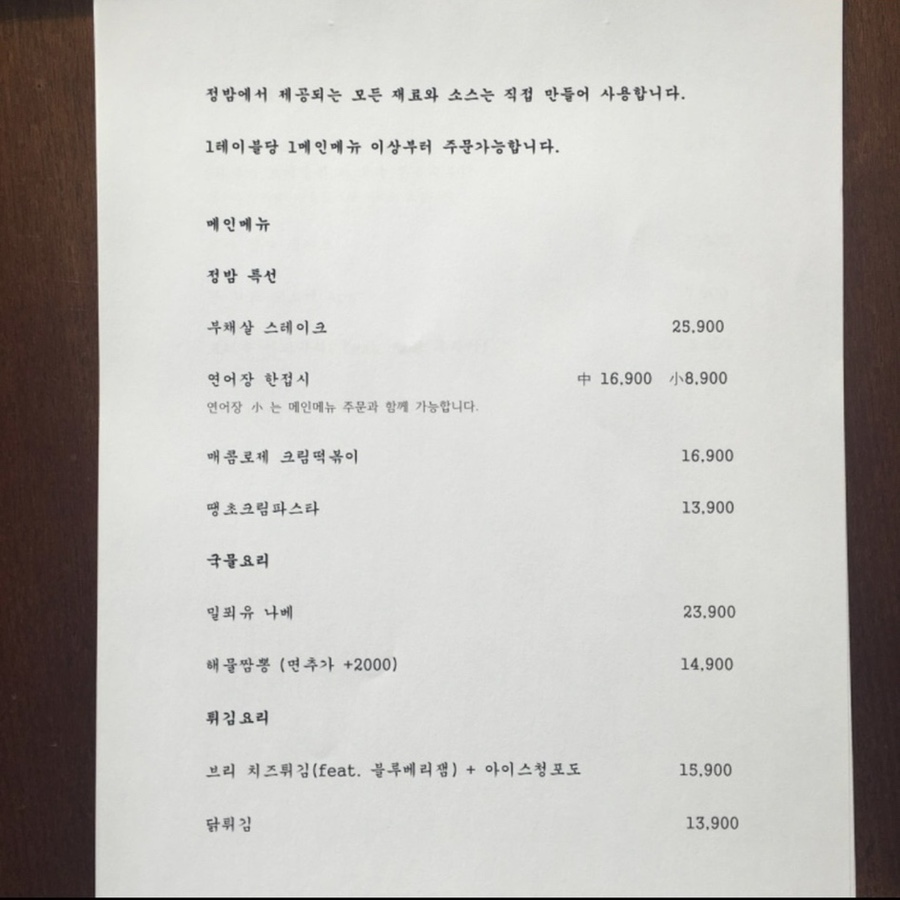 정밤에서 제공되는 모든 재료와 소스는 직접 만들어 사용합니다.
1테이블당 1메인메뉴 이상부터 주문가능합니다.
메인메뉴
정밤 특선
부채살 스테이크 25,900
연어장 한접시 中 16,900 小8,900
연어장 小 는 메인메뉴 주문과 함께 가능합니다.
매콤로제 크림떡볶이 16,900
땡초크림파스타 13,900
국물요리
밀푀유 나베 23,900
해물짬뽕 (면추가 +2000) 14,900
튀김요리
브리 치즈튀김(feat. 블루베리잼) + 아이스청포도 15,900
닭튀김 13,900